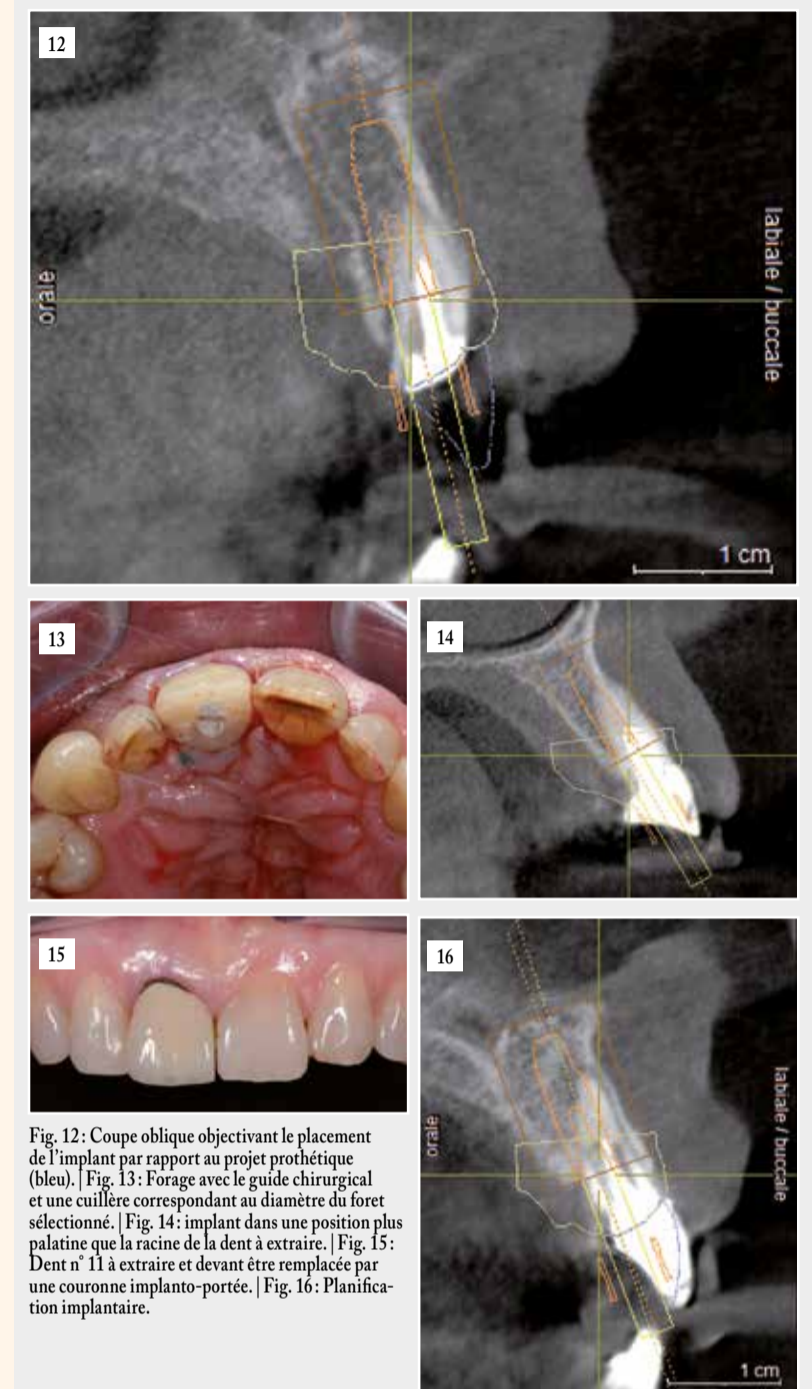 12
orale
labiale / buccale
1 cm
13
14
15
16
orale
labiale / buccale
1 cm
Fig. 12 : Coupe oblique objectivant le placement
de l’implant par rapport au projet prothétique
(bleu). | Fig. 13 : Forage avec le guide chirurgical
et une cuillère correspondant au diamètre du foret
sélectionné. | Fig. 14 : implant dans une position plus
palatine que la racine de la dent à extraire. | Fig. 15 :
Dent n° 11 à extraire et devant être remplacée par
une couronne implanto-portée. | Fig. 16 : Planifica-
tion implantaire.